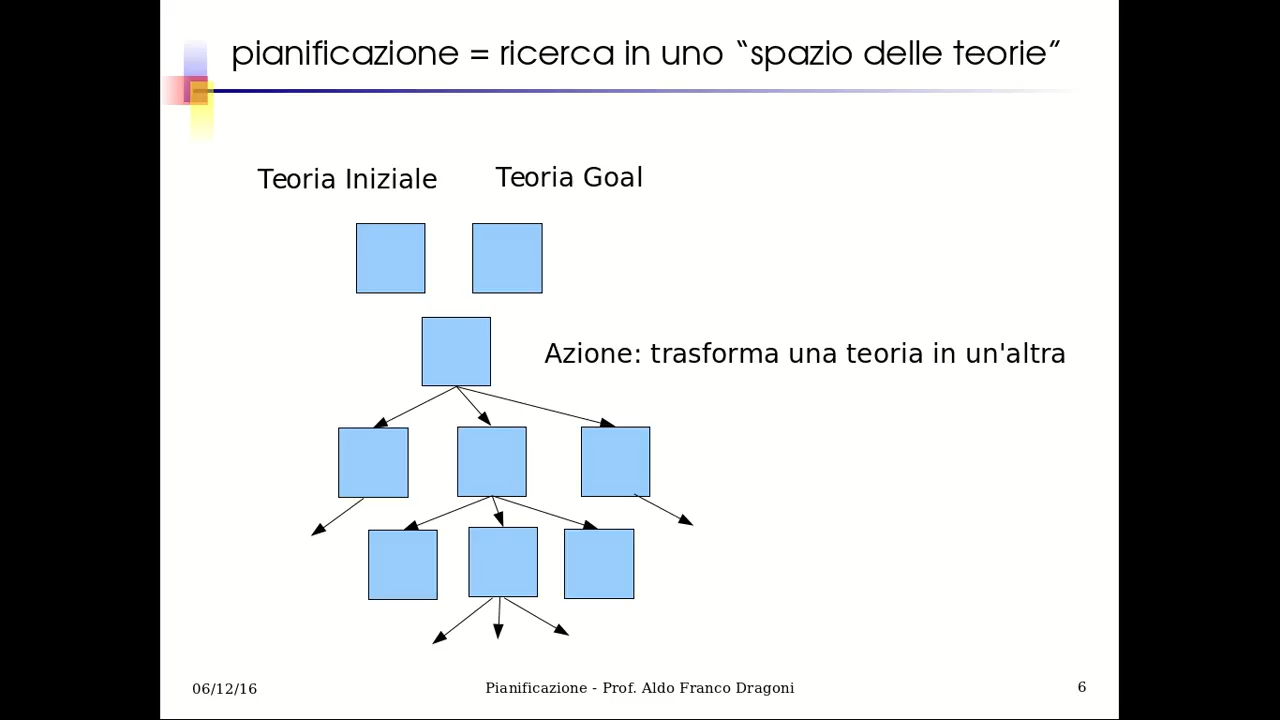 pianificazione = ricerca in uno “spazio delle teorie”
Teoria Iniziale
Teoria Goal
Azione: trasforma una teoria in un'altra
06/12/16
Pianificazione - Prof. Aldo Franco Dragoni
6